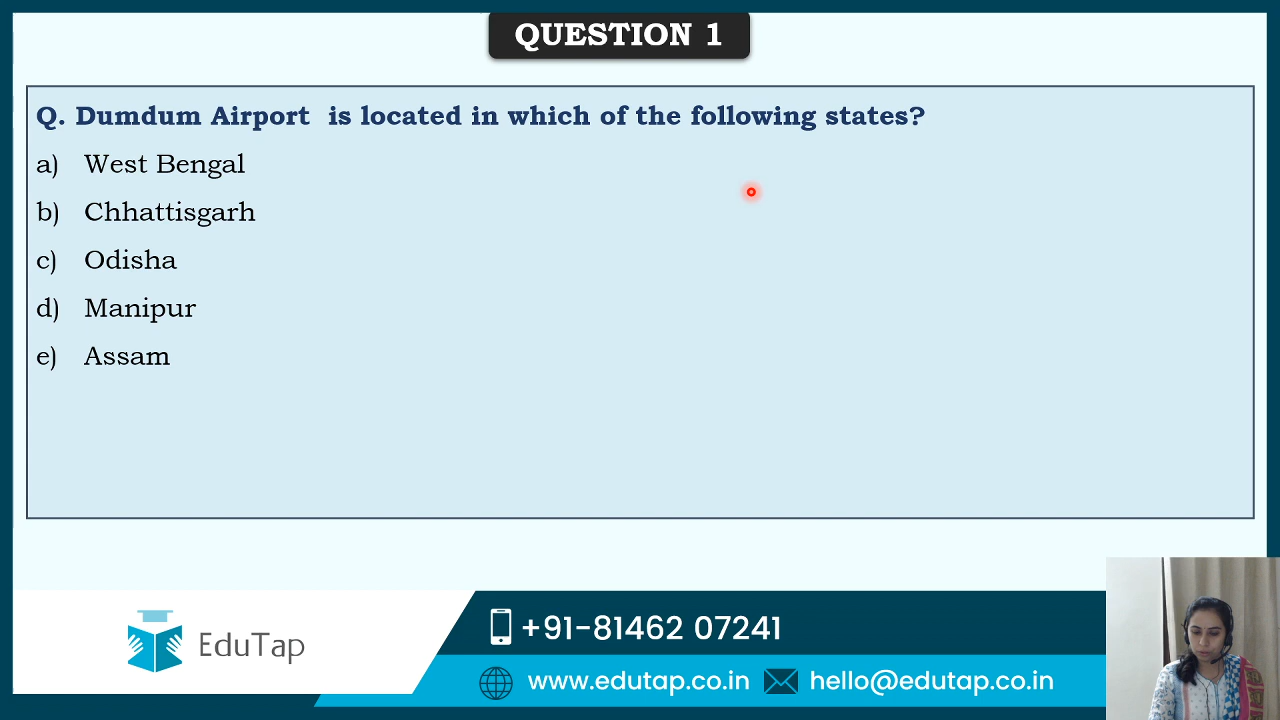 QUESTION 1
Q. Dumdum Airport is located in which of the following states?
a) West Bengal
b) Chhattisgarh
c) Odisha
d) Manipur
e) Assam
EduTap
+91-81462 07241
www.edutap.co.in hello@edutap.co.in